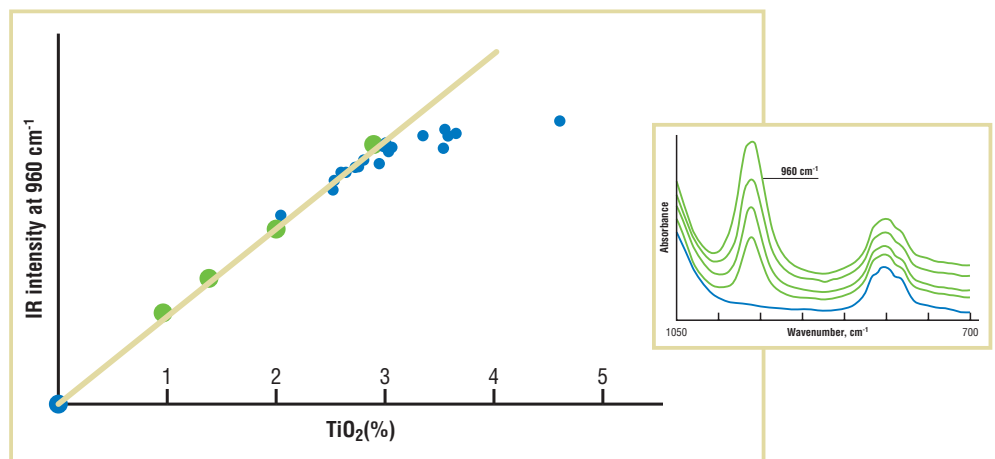 IR intensity at 960 cm⁻¹
1 2 3 4 5
TiO₂(%)
960 cm⁻¹
Absorbance
1050 Wavenumber, cm⁻¹ 700